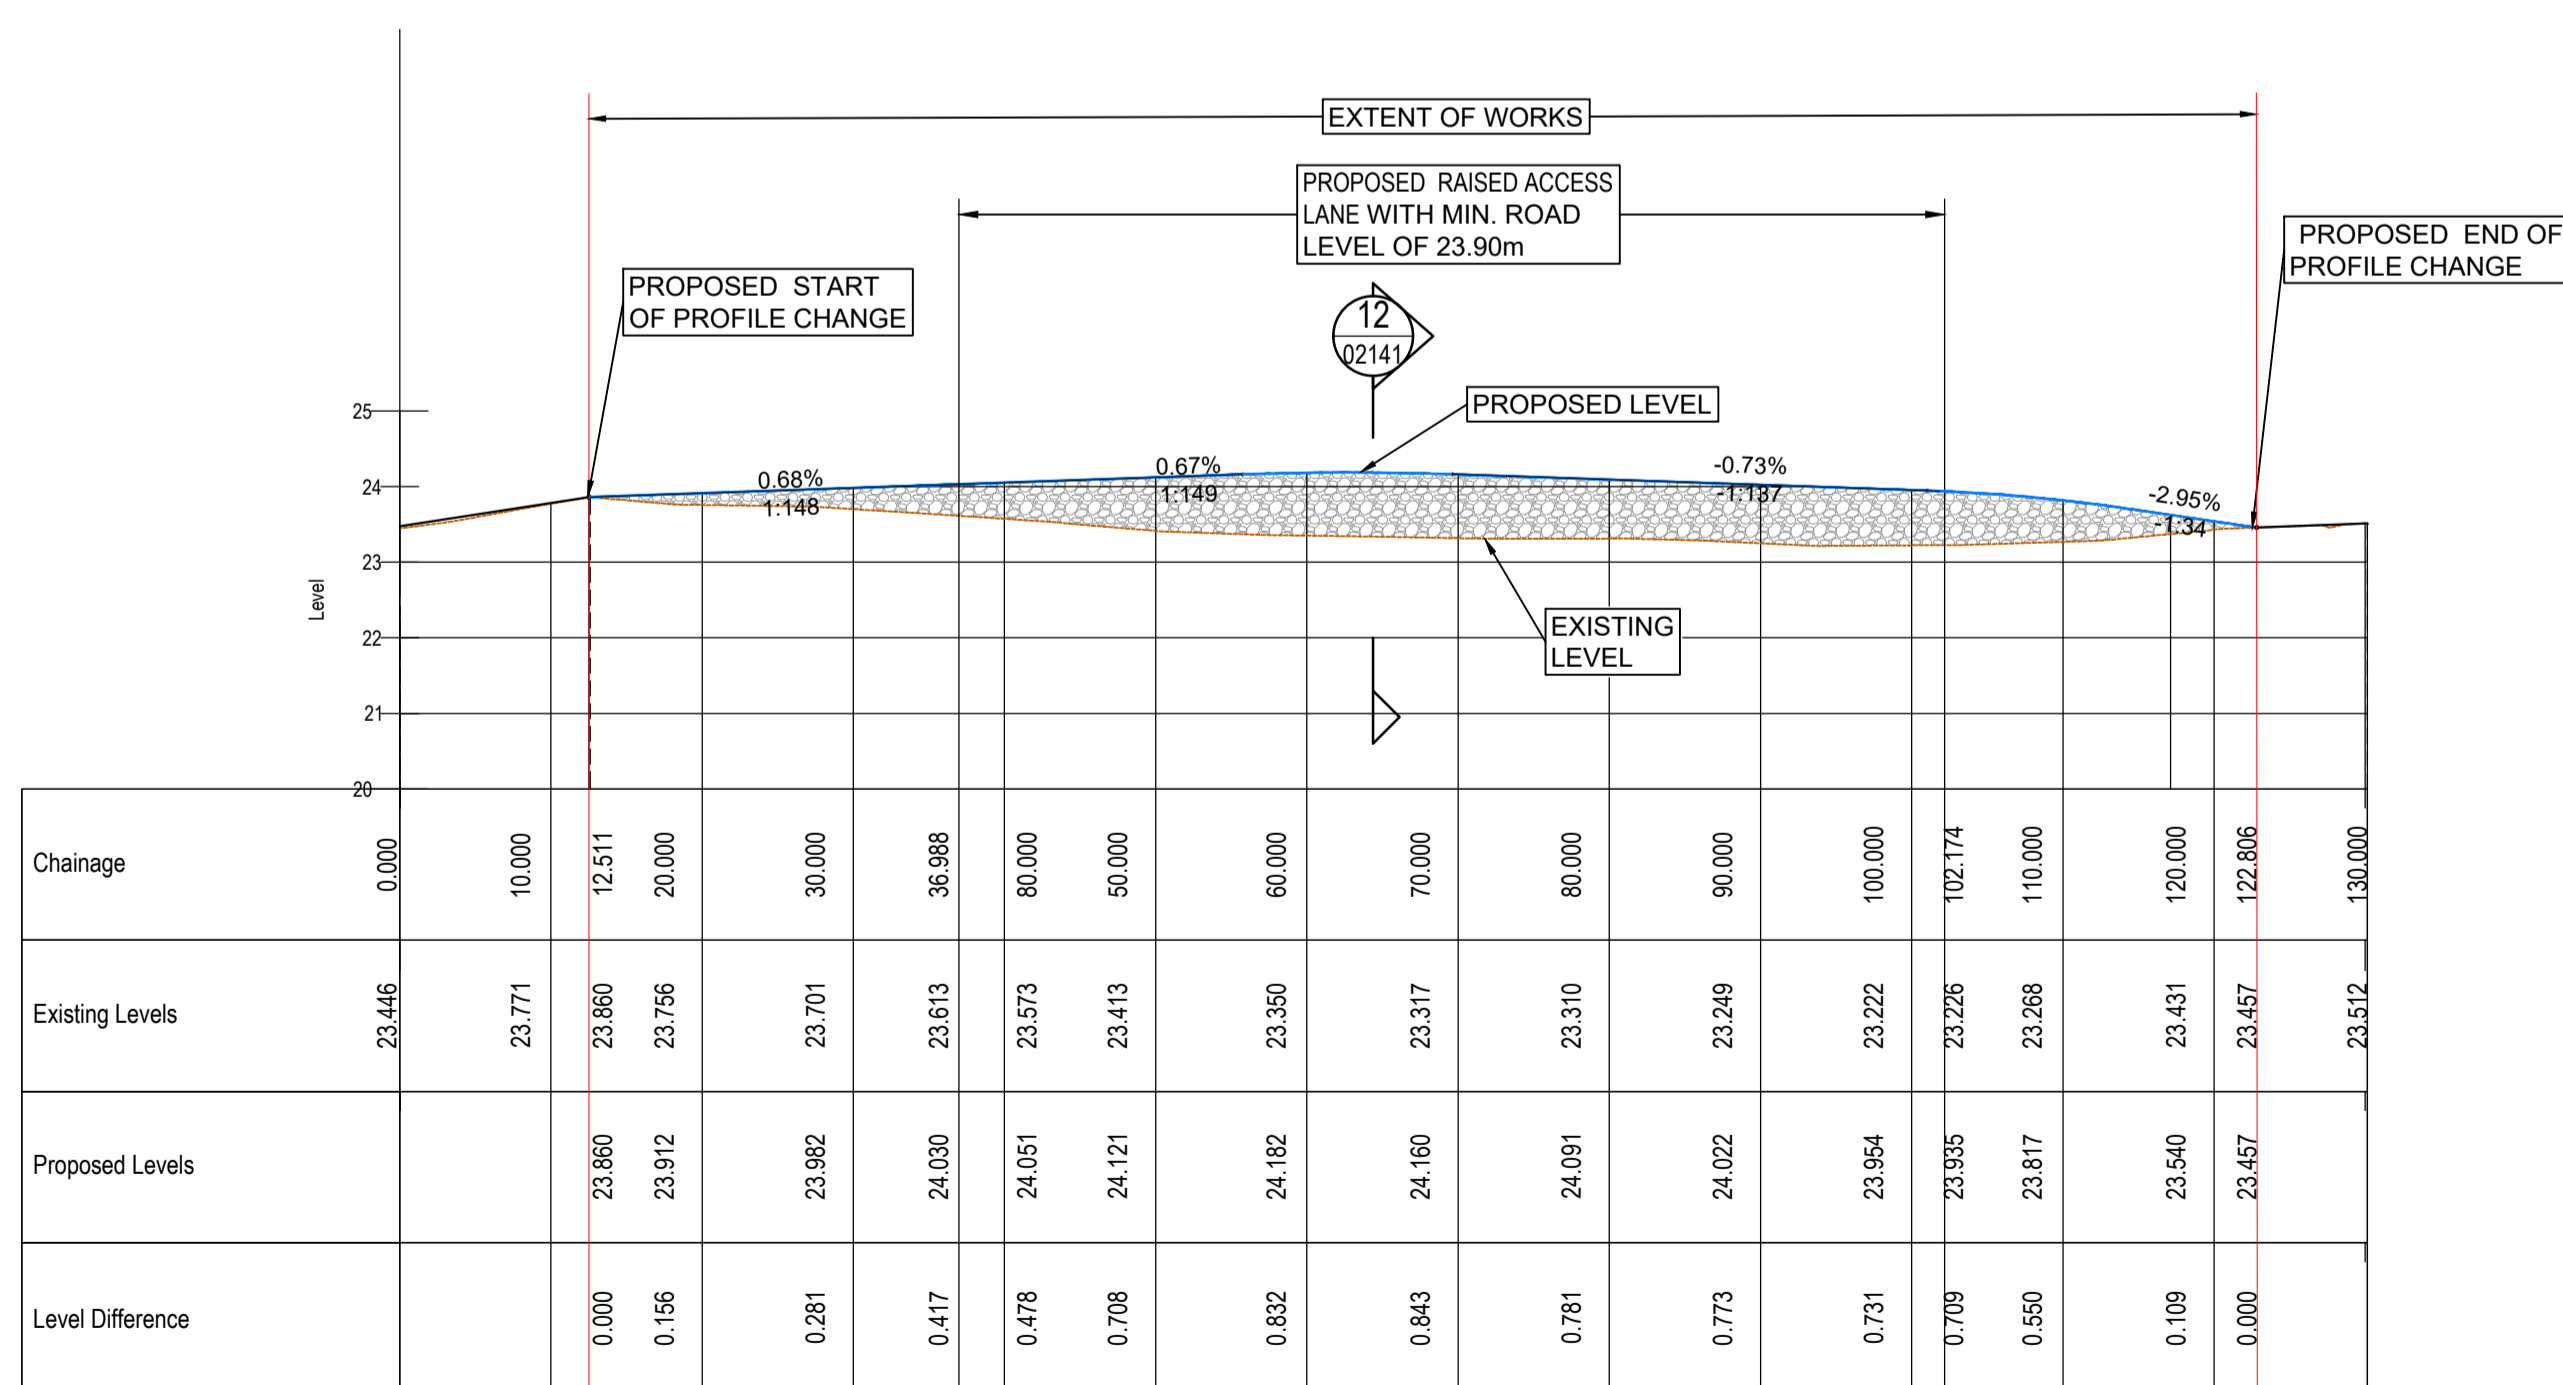 EXTENT OF WORKS
PROPOSED RAISED ACCESS
LANE WITH MIN. ROAD
LEVEL OF 23.90m
PROPOSED END OF
PROFILE CHANGE
PROPOSED START
OF PROFILE CHANGE
12
02141
PROPOSED LEVEL
25
24
23
22
21
20
Level
0.68%
1:148
0.67%
1:149
-0.73%
-1:137
-2.95%
-1:34
EXISTING
LEVEL
Chainage 0.000 10.000 12.511 20.000 30.000 36.988 80.000 50.000 60.000 70.000 80.000 90.000 100.000 102.174 110.000 120.000 122.806 130.000
Existing Levels 23.446 23.771 23.860 23.756 23.701 23.613 23.573 23.413 23.350 23.317 23.310 23.249 23.222 23.226 23.268 23.431 23.457 23.512
Proposed Levels 23.860 23.912 23.982 24.030 24.051 24.121 24.182 24.160 24.091 24.022 23.954 23.935 23.817 23.540 23.457
Level Difference 0.000 0.156 0.281 0.417 0.478 0.708 0.832 0.843 0.781 0.773 0.731 0.709 0.550 0.109 0.000